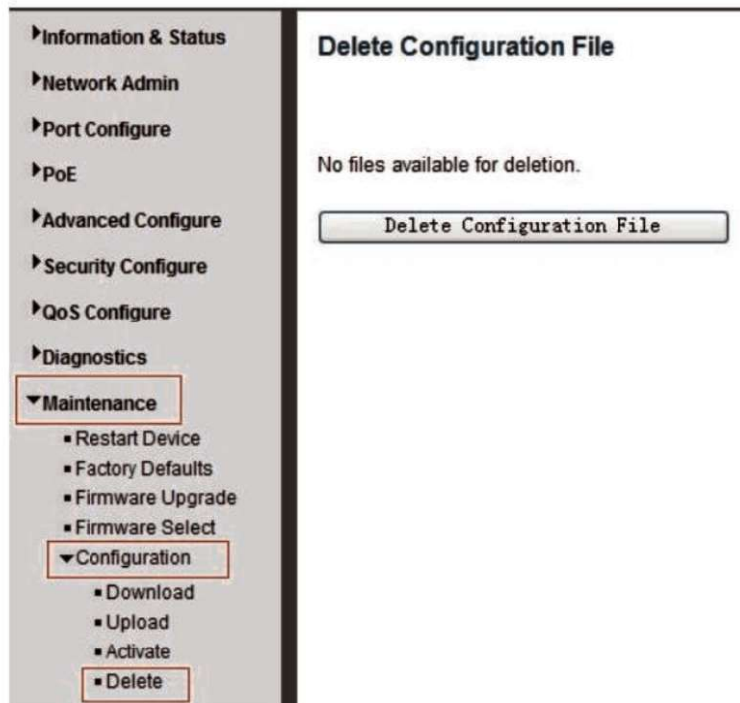 Information & Status
Network Admin
Port Configure
PoE
Advanced Configure
Security Configure
QoS Configure
Diagnostics
Maintenance
Restart Device
Factory Defaults
Firmware Upgrade
Firmware Select
Configuration
Download
Upload
Activate
Delete
Delete Configuration File
No files available for deletion.
Delete Configuration File